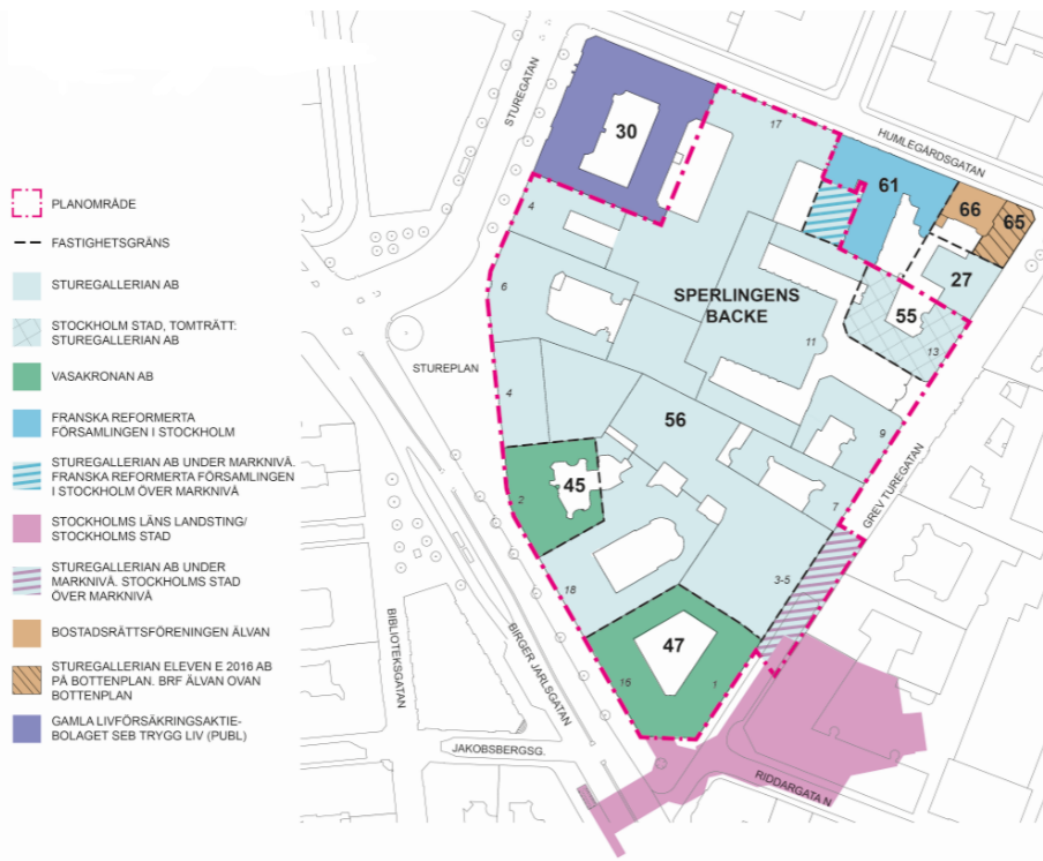 PLANOMRÅDE
FASTIGHETSGRÄNS
STUREGALLERIAN AB
STOCKHOLM STAD, TOMTRÄTT:
STUREGALLERIAN AB
VASAKRONAN AB
FRANSKA REFORMERTA
FÖRSAMLINGEN I STOCKHOLM
STUREGALLERIAN AB UNDER MARKNIVÅ.
FRANSKA REFORMERTA FÖRSAMLINGEN
I STOCKHOLM ÖVER MARKNIVÅ
STOCKHOLMS LÄNS LANDSTING/
STOCKHOLMS STAD
STUREGALLERIAN AB UNDER
MARKNIVÅ. STOCKHOLMS STAD
ÖVER MARKNIVÅ
BOSTADSRÄTTSFÖRENINGEN ÄLVAN
STUREGALLERIAN ELEVEN E 2016 AB
PÅ BOTTENPLAN. BRF ÄLVAN OVAN
BOTTENPLAN
GAMLA LIVFÖRSÄKRINGSAKTIE-
BOLAGET SEB TRYGG LIV (PUBL)
STUREGATAN
30
17
HUMLEGÅRDSGATAN
61
66
65
4
27
6
SPERLINGENS
BACKE
55
11
13
STUREPLAN
4
56
9
GREV TUREGATAN
45
2
7
18
3-5
BIBLIOTEKSGATAN
BIRGER JARLSGATAN
47
16
1
JAKOBSBERGSG.
RIDDARGATAN